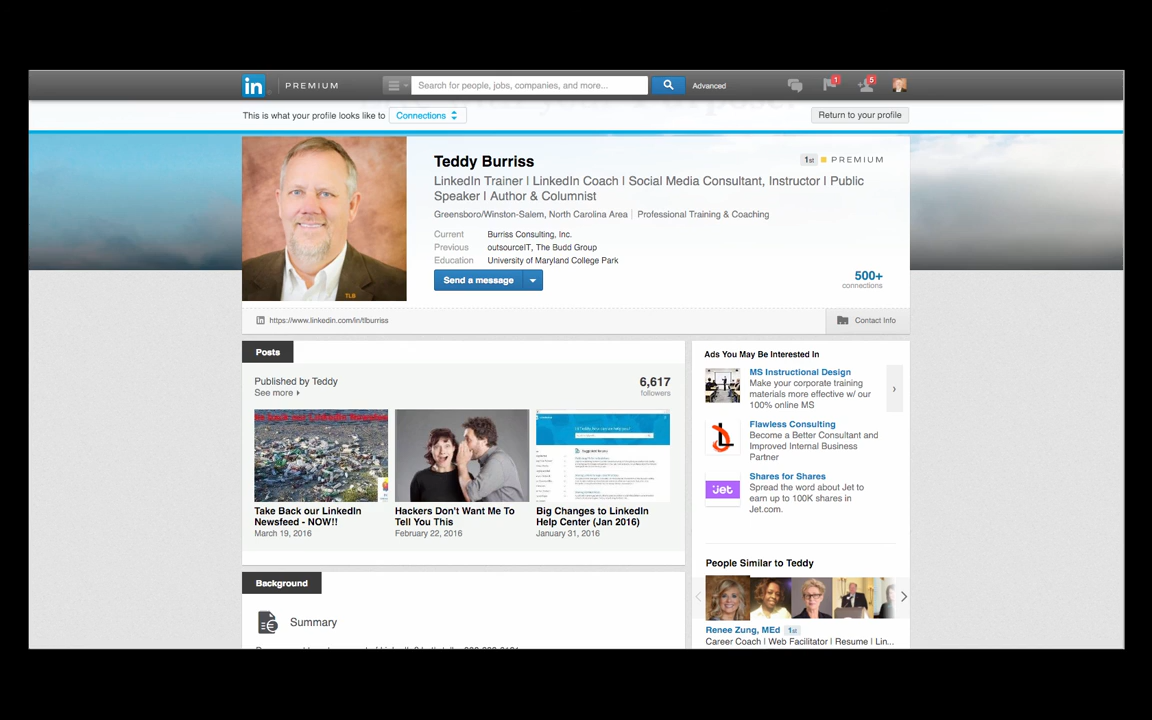 in PREMIUM Search for people, jobs, companies, and more... Advanced 1 5
This is what your profile looks like to Connections Return to your profile
Teddy Burriss 1st PREMIUM
LinkedIn Trainer | LinkedIn Coach | Social Media Consultant, Instructor | Public
Speaker | Author & Columnist
Greensboro/Winston-Salem, North Carolina Area | Professional Training & Coaching
Current Burriss Consulting, Inc.
Previous outsourceIT, The Budd Group
Education University of Maryland College Park
Send a message
500+
connections
TLB
https://www.linkedin.com/in/tlburriss Contact Info
Posts
Published by Teddy
See more
6,617
followers
Take Back our LinkedIn
Newsfeed - NOW!!
March 19, 2016
Hackers Don't Want Me To
Tell You This
February 22, 2016
Big Changes to LinkedIn
Help Center (Jan 2016)
January 31, 2016
Background
Summary
Ads You May Be Interested In
MS Instructional Design
Make your corporate training
materials more effective w/ our
100% online MS
Flawless Consulting
Become a Better Consultant and
Improved Internal Business
Partner
jet
Shares for Shares
Spread the word about Jet to
earn up to 100K shares in
Jet.com.
People Similar to Teddy
Renee Zung, MEd 1st
Career Coach | Web Facilitator | Resume | Lin...